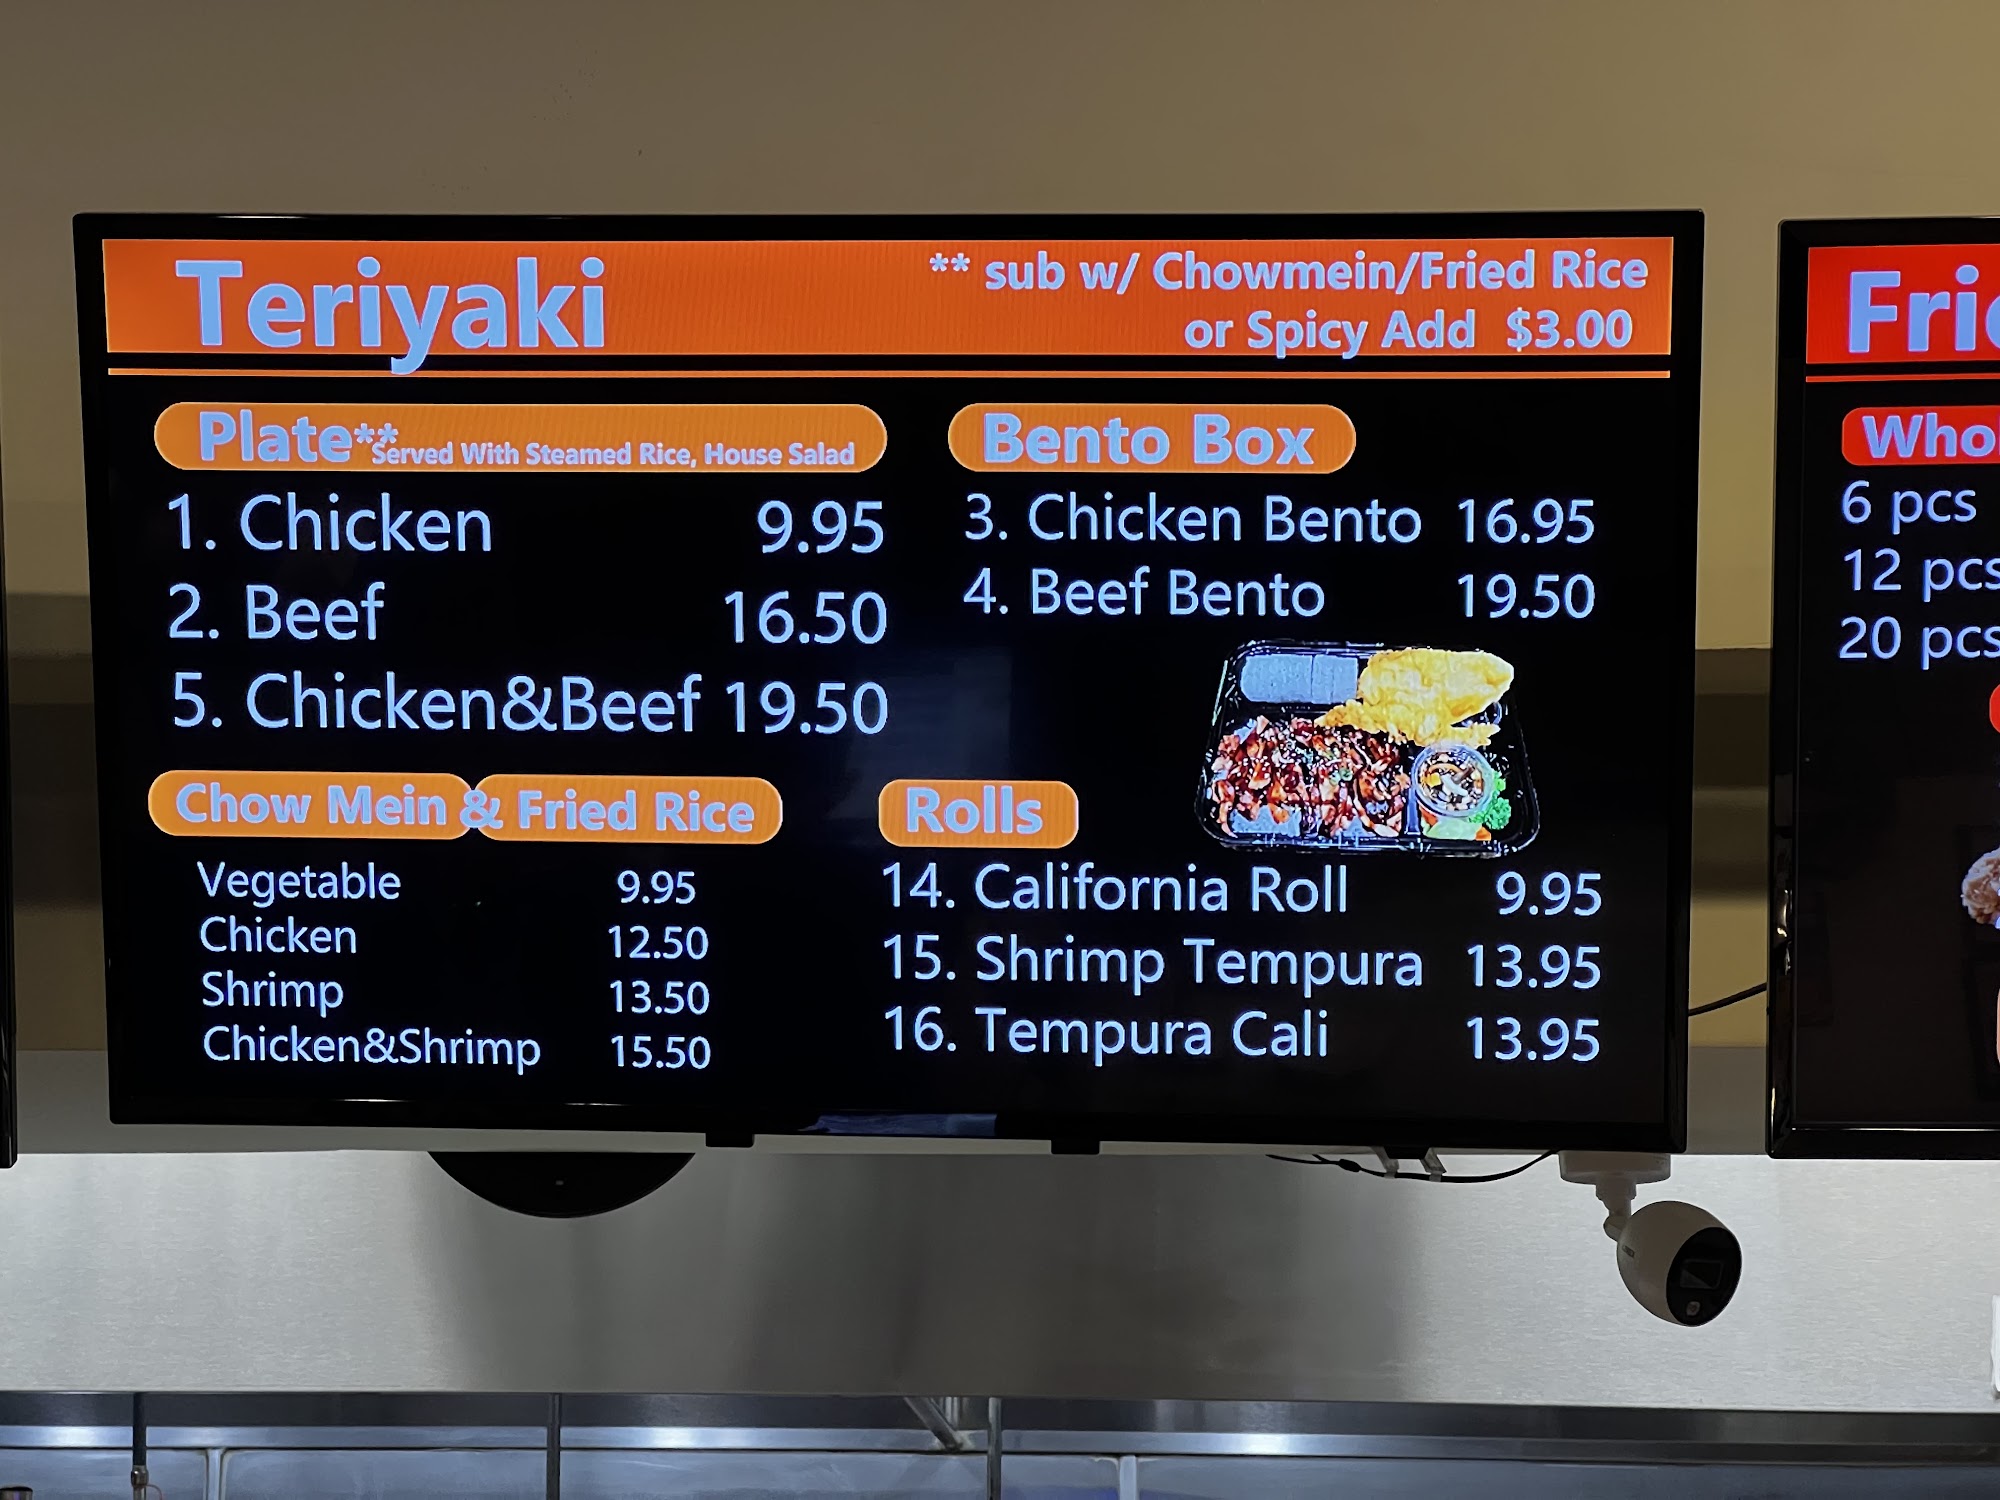 Teriyaki
** sub w/ Chowmein/Fried Rice
or Spicy Add $3.00
Plate** Served With Steamed Rice, House Salad
1. Chicken 9.95
2. Beef 16.50
5. Chicken&Beef 19.50
Bento Box
3. Chicken Bento 16.95
4. Beef Bento 19.50
Chow Mein & Fried Rice
Vegetable 9.95
Chicken 12.50
Shrimp 13.50
Chicken&Shrimp 15.50
Rolls
14. California Roll 9.95
15. Shrimp Tempura 13.95
16. Tempura Cali 13.95
6 pcs
12 pcs
20 pcs